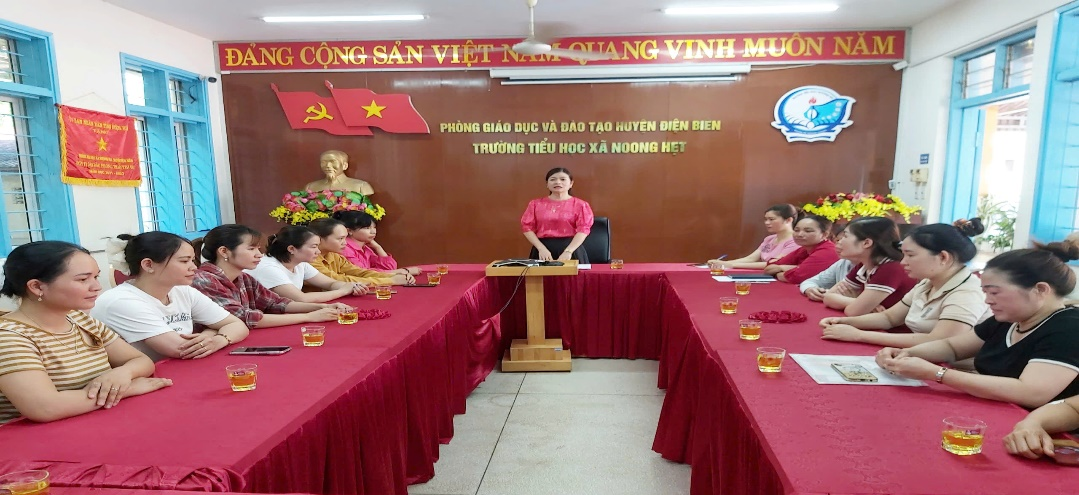 ĐẢNG CỘNG SẢN VIỆT NAM QUANG VINH MUÔN NĂM
PHÒNG GIÁO DỤC VÀ ĐÀO TẠO HUYỆN ĐIỆN BIÊN
TRƯỜNG TIỂU HỌC XÃ NOONG HẸT